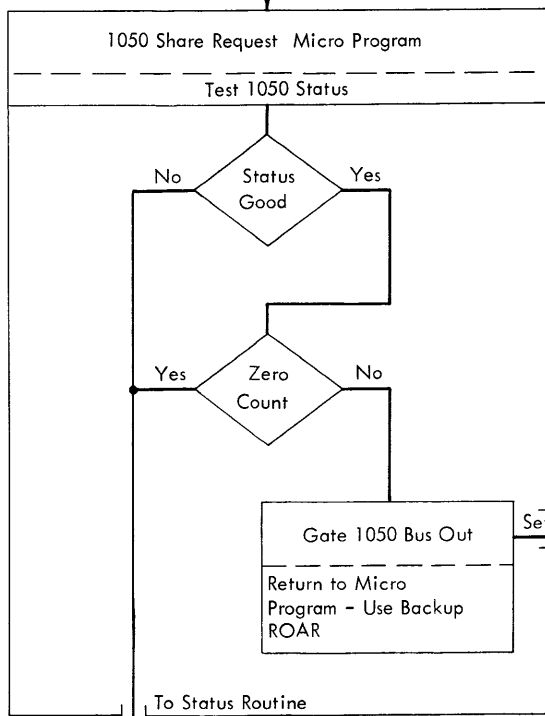 1050 Share Request Micro Program
Test 1050 Status
No
Status
Good
Yes
Yes
Zero
Count
No
Gate 1050 Bus Out
Se
Return to Micro
Program - Use Backup
ROAR
To Status Routine